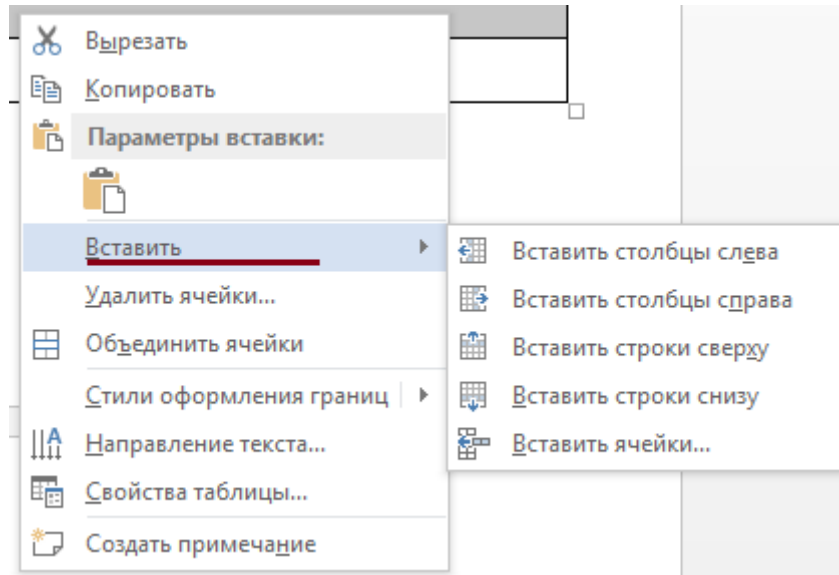 Вырезать
Копировать
Параметры вставки:
Вставить
Удалить ячейки...
Объединить ячейки
Стили оформления границ
Направление текста...
Свойства таблицы...
Создать примечание
Вставить столбцы слева
Вставить столбцы справа
Вставить строки сверху
Вставить строки снизу
Вставить ячейки...